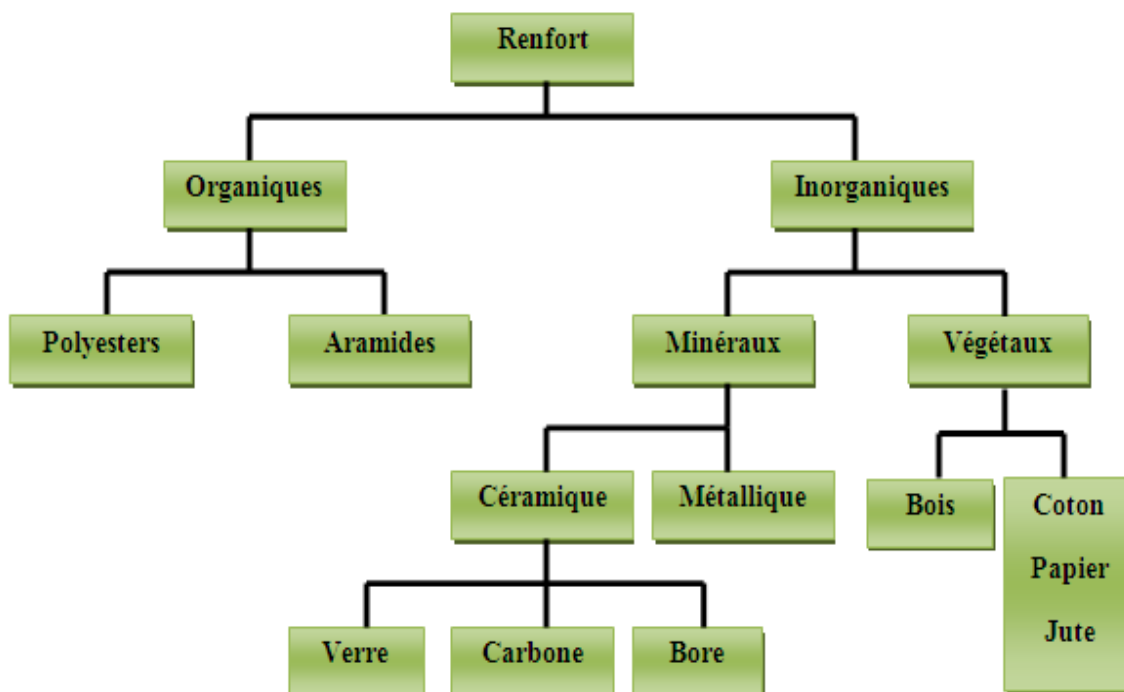 Renfort
Organiques
Inorganiques
Polyesters
Aramides
Minéraux
Végétaux
Céramique
Métallique
Bois
Coton
Papier
Jute
Verre
Carbone
Bore